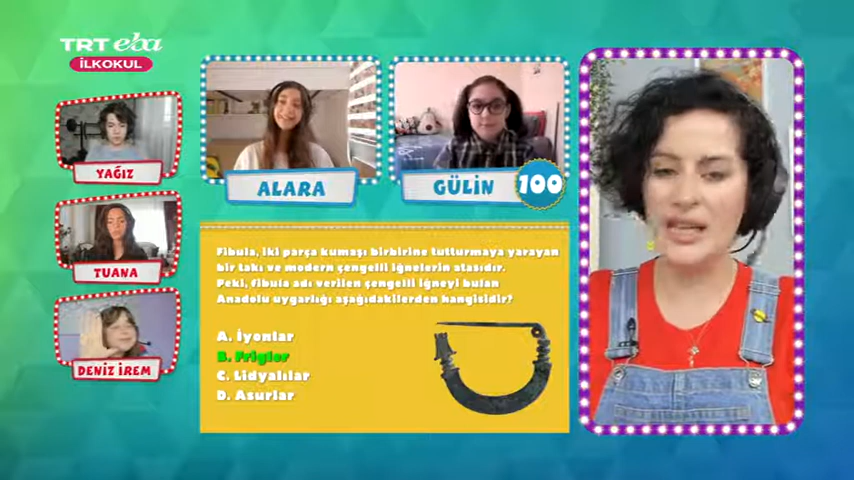 TRT eba
İLKOKUL
YAĞIZ
TUANA
DENİZ İREM
ALARA
GÜLİN
100
Fibula, iki parça kumaşı birbirine tutturmaya yarayan
bir takı ve modern çengelli iğnelerin atasıdır.
Peki, fibula adı verilen çengelli iğneyi bulan
Anadolu uygarlığı aşağıdakilerden hangisidir?
A. İyonlar
B. Frigler
C. Lidyalılar
D. Asurlar